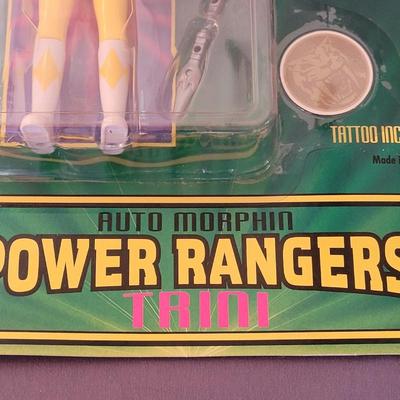 TATTOO INC
Made i
AUTO MORPHIN
POWER RANGERS
TRINI